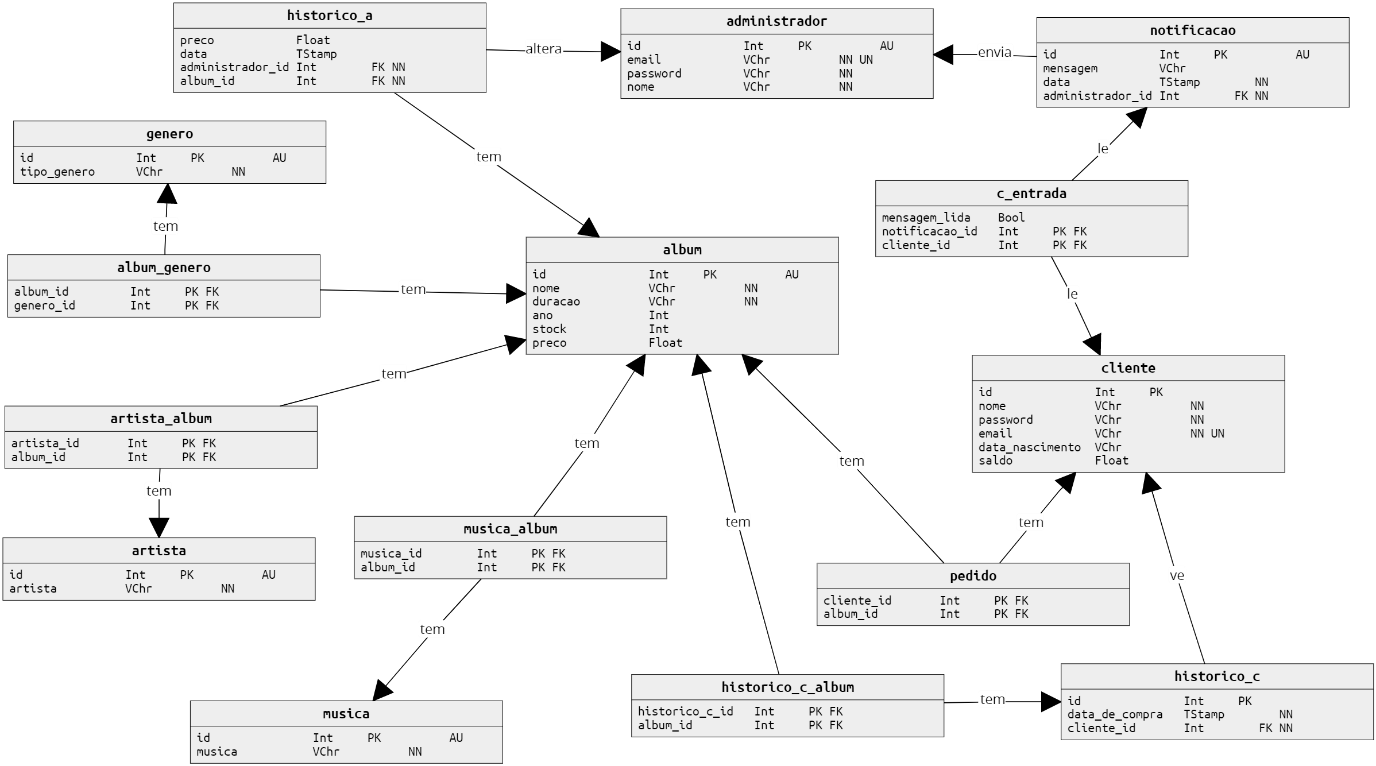 historico_a
preco Float
data TStamp
administrador_id Int FK NN
album_id Int FK NN
altera
administrador
id Int PK AU
email VChr NN UN
password VChr NN
nome VChr NN
envia
notificacao
id Int PK AU
mensagem VChr
data TStamp NN
administrador_id Int FK NN
genero
id Int PK AU
tipo_genero VChr NN
tem
le
tem
c_entrada
mensagem_lida Bool
notificacao_id Int PK FK
cliente_id Int PK FK
album_genero
album_id Int PK FK
genero_id Int PK FK
tem
album
id Int PK AU
nome VChr NN
duracao VChr NN
ano Int
stock Int
preco Float
le
cliente
id Int PK
nome VChr NN
password VChr NN
email VChr NN UN
data_nascimento VChr
saldo Float
tem
artista_album
artista_id Int PK FK
album_id Int PK FK
tem
tem
tem
artista
id Int PK AU
artista VChr NN
musica_album
musica_id Int PK FK
album_id Int PK FK
tem
tem
pedido
cliente_id Int PK FK
album_id Int PK FK
ve
tem
musica
id Int PK AU
musica VChr NN
historico_c_album
historico_c_id Int PK FK
album_id Int PK FK
tem
historico_c
id Int PK
data_de_compra TStamp NN
cliente_id Int FK NN